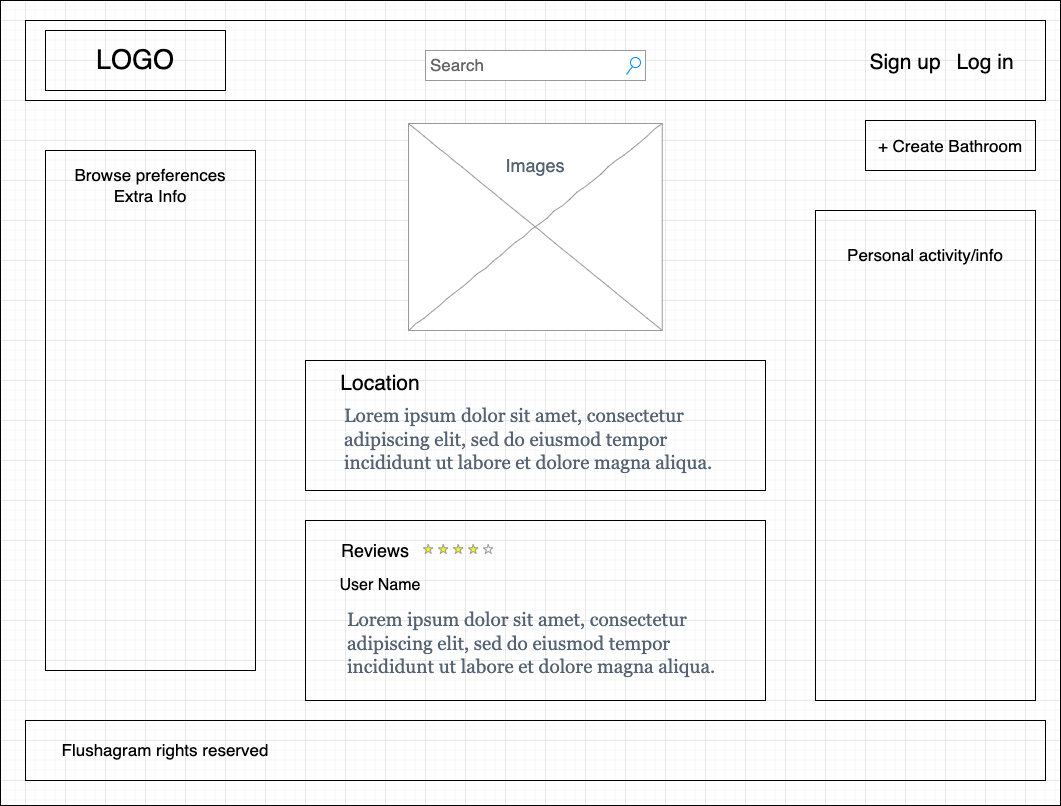 LOGO
Search
Sign up Log in
Images
+ Create Bathroom
Browse preferences
Extra Info
Personal activity/info
Location
Lorem ipsum dolor sit amet, consectetur
adipiscing elit, sed do eiusmod tempor
incididunt ut labore et dolore magna aliqua.
Reviews
User Name
Lorem ipsum dolor sit amet, consectetur
adipiscing elit, sed do eiusmod tempor
incididunt ut labore et dolore magna aliqua.
Flushagram rights reserved